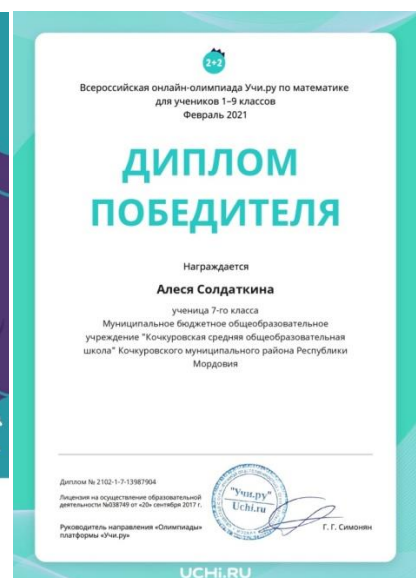 2+2
Всероссийская онлайн-олимпиада Учи.ру по математике
для учеников 1–9 классов
Февраль 2021
ДИПЛОМ
ПОБЕДИТЕЛЯ
Награждается
Алеся Солдаткина
ученица 7-го класса
Муниципальное бюджетное общеобразовательное
учреждение "Кочкуровская средняя общеобразовательная
школа" Кочкуровского муниципального района Республики
Мордовия
Диплом № 2102-1-7-13987904
Лицензия на осуществление образовательной
деятельности №038749 от «20» сентября 2017 г.
Руководитель направления «Олимпиады»
платформы «Учи.ру»
"Учи.ру"
Uchi.ru
Г. Г. Симонян
UCHi.RU